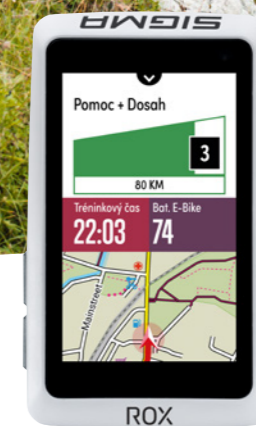 SIGMA
Pomoc + Dosah
3
80 KM
Tréninkový čas Bat. E-Bike
22:03 74
Mainstreet
ROX